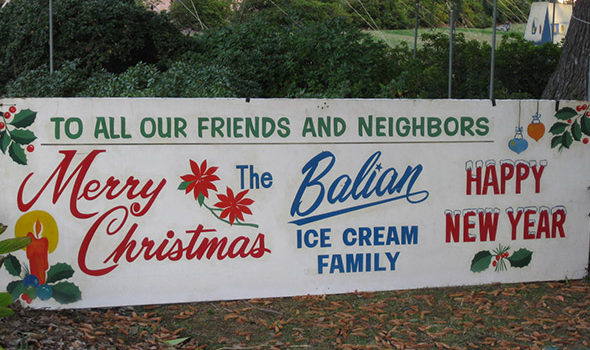 TO ALL OUR FRIENDS AND NEIGHBORS
Merry
Christmas
The
Balian
ICE CREAM
FAMILY
HAPPY
NEW YEAR